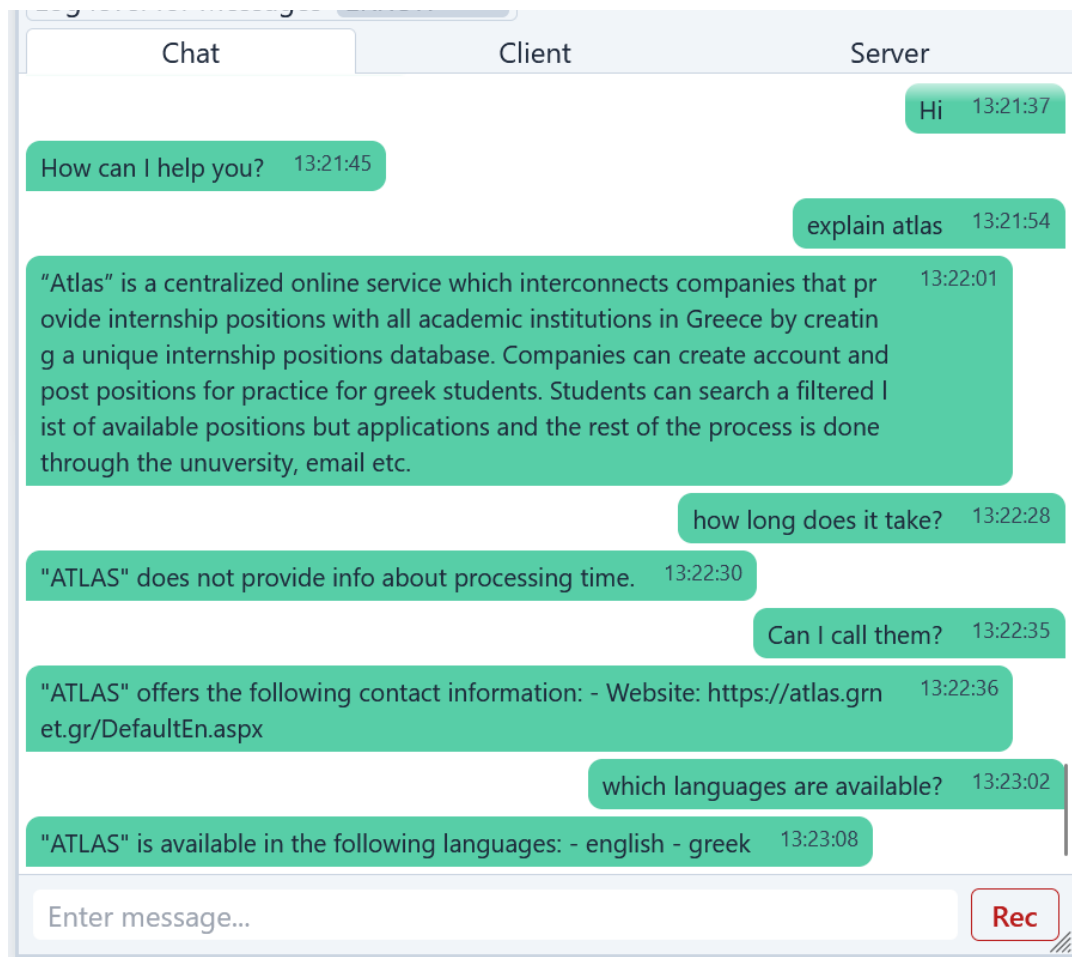 Chat Client Server
Hi 13:21:37
How can I help you? 13:21:45
explain atlas 13:21:54
“Atlas” is a centralized online service which interconnects companies that pr 13:22:01
ovide internship positions with all academic institutions in Greece by creatin
g a unique internship positions database. Companies can create account and
post positions for practice for greek students. Students can search a filtered l
ist of available positions but applications and the rest of the process is done
through the unuversity, email etc.
how long does it take? 13:22:28
"ATLAS" does not provide info about processing time. 13:22:30
Can I call them? 13:22:35
"ATLAS" offers the following contact information: - Website: https://atlas.grn 13:22:36
et.gr/DefaultEn.aspx
which languages are available? 13:23:02
"ATLAS" is available in the following languages: - english - greek 13:23:08
Enter message... Rec